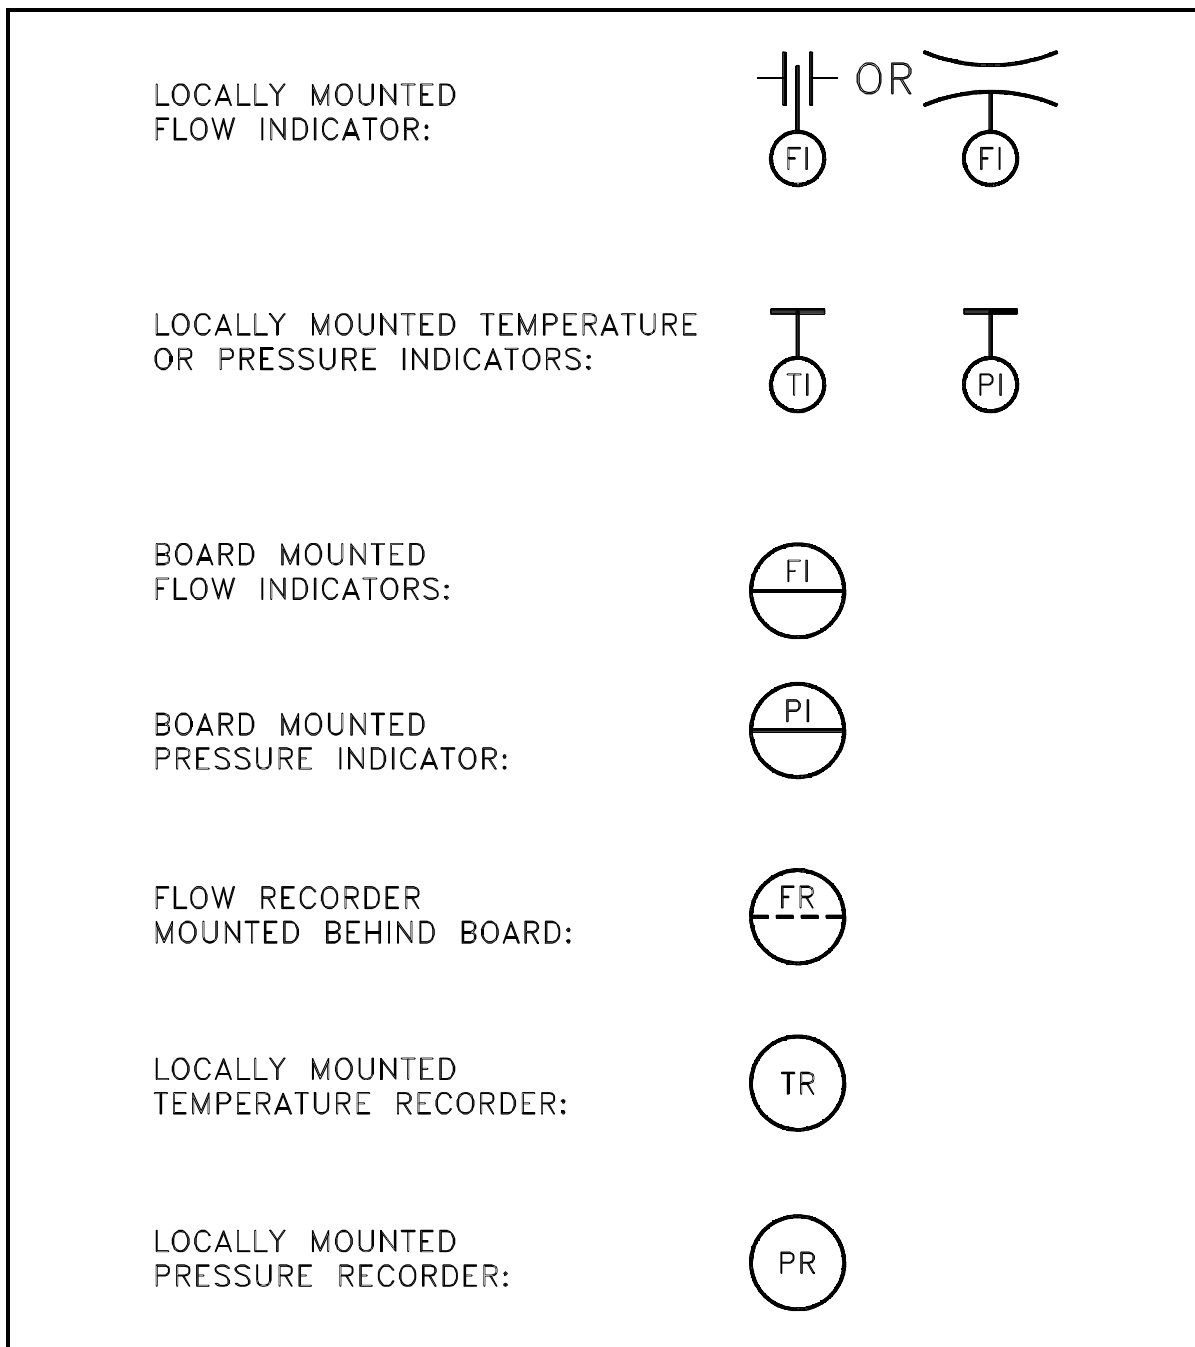 LOCALLY MOUNTED
FLOW INDICATOR:
OR
FI
FI
LOCALLY MOUNTED TEMPERATURE
OR PRESSURE INDICATORS:
TI
PI
BOARD MOUNTED
FLOW INDICATORS:
FI
BOARD MOUNTED
PRESSURE INDICATOR:
PI
FLOW RECORDER
MOUNTED BEHIND BOARD:
FR
LOCALLY MOUNTED
TEMPERATURE RECORDER:
TR
LOCALLY MOUNTED
PRESSURE RECORDER:
PR